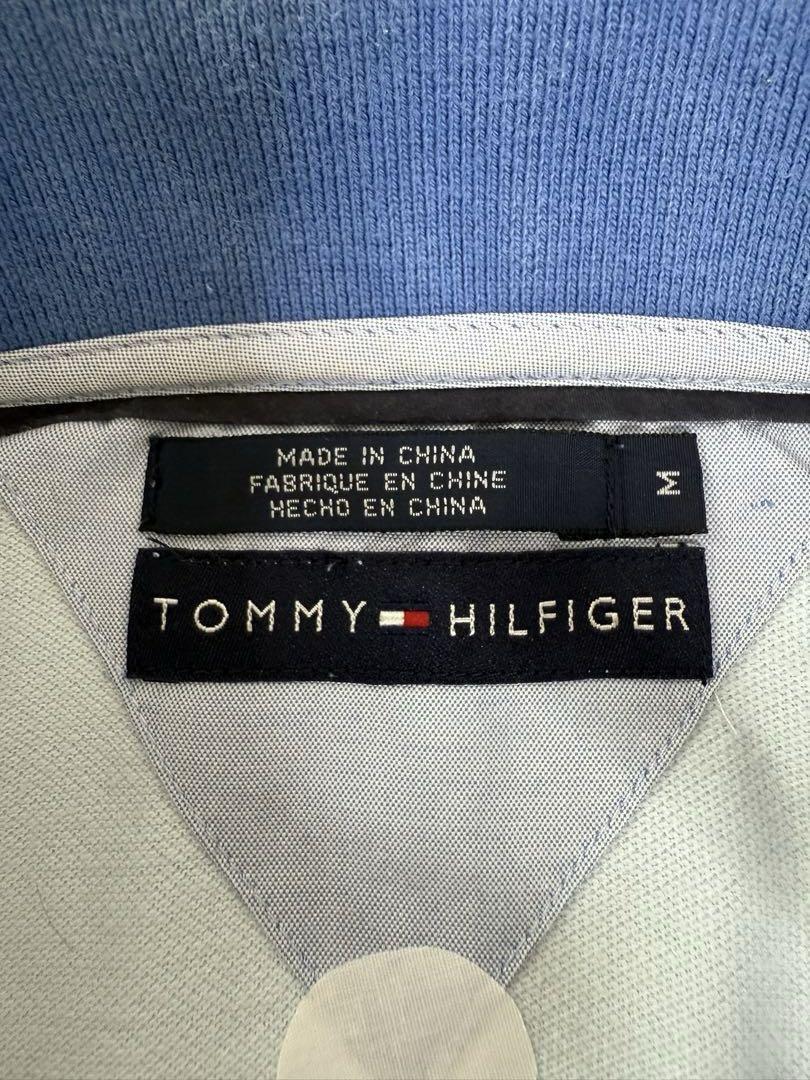 MADE IN CHINA
FABRIQUE EN CHINE
HECHO EN CHINA
M
TOMMY HILFIGER